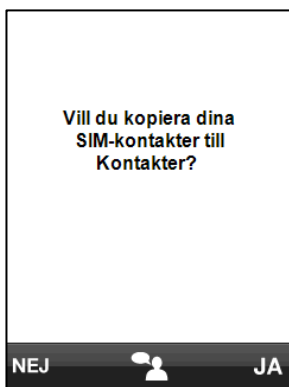 Vill du kopiera dina
SIM-kontakter till
Kontakter?
NEJ JA